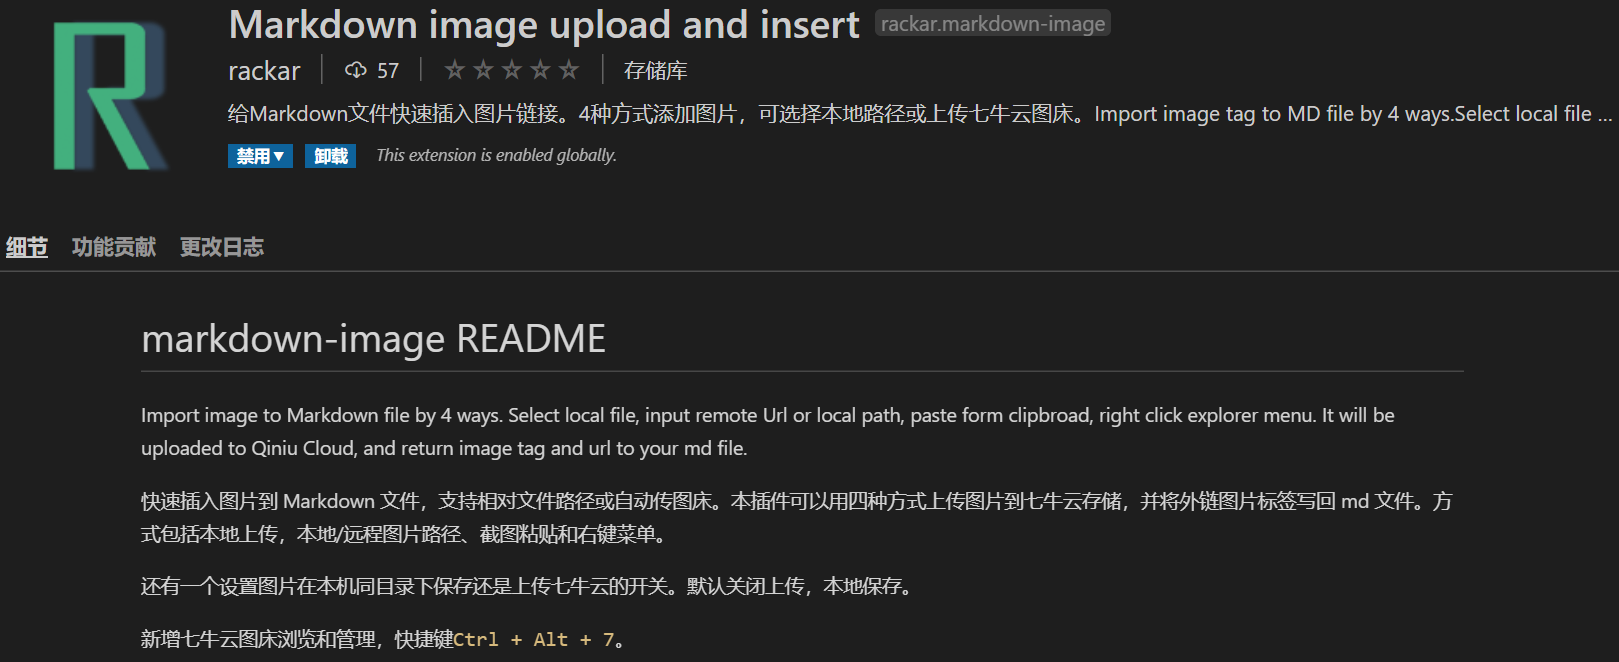 Markdown image upload and insert rackar.markdown-image
rackar 57 存储库
给Markdown文件快速插入图片链接。4种方式添加图片，可选择本地路径或上传七牛云图床。Import image tag to MD file by 4 ways.Select local file ...
禁用 卸载 This extension is enabled globally.
细节 功能贡献 更改日志
markdown-image README
Import image to Markdown file by 4 ways. Select local file, input remote Url or local path, paste form clipbroad, right click explorer menu. It will be
uploaded to Qiniu Cloud, and return image tag and url to your md file.
快速插入图片到 Markdown 文件，支持相对文件路径或自动传图床。本插件可以用四种方式上传图片到七牛云存储，并将外链图片标签写回 md 文件。方
式包括本地上传，本地/远程图片路径、截图粘贴和右键菜单。
还有一个设置图片在本机同目录下保存还是上传七牛云的开关。默认关闭上传，本地保存。
新增七牛云图床浏览和管理，快捷键Ctrl + Alt + 7。